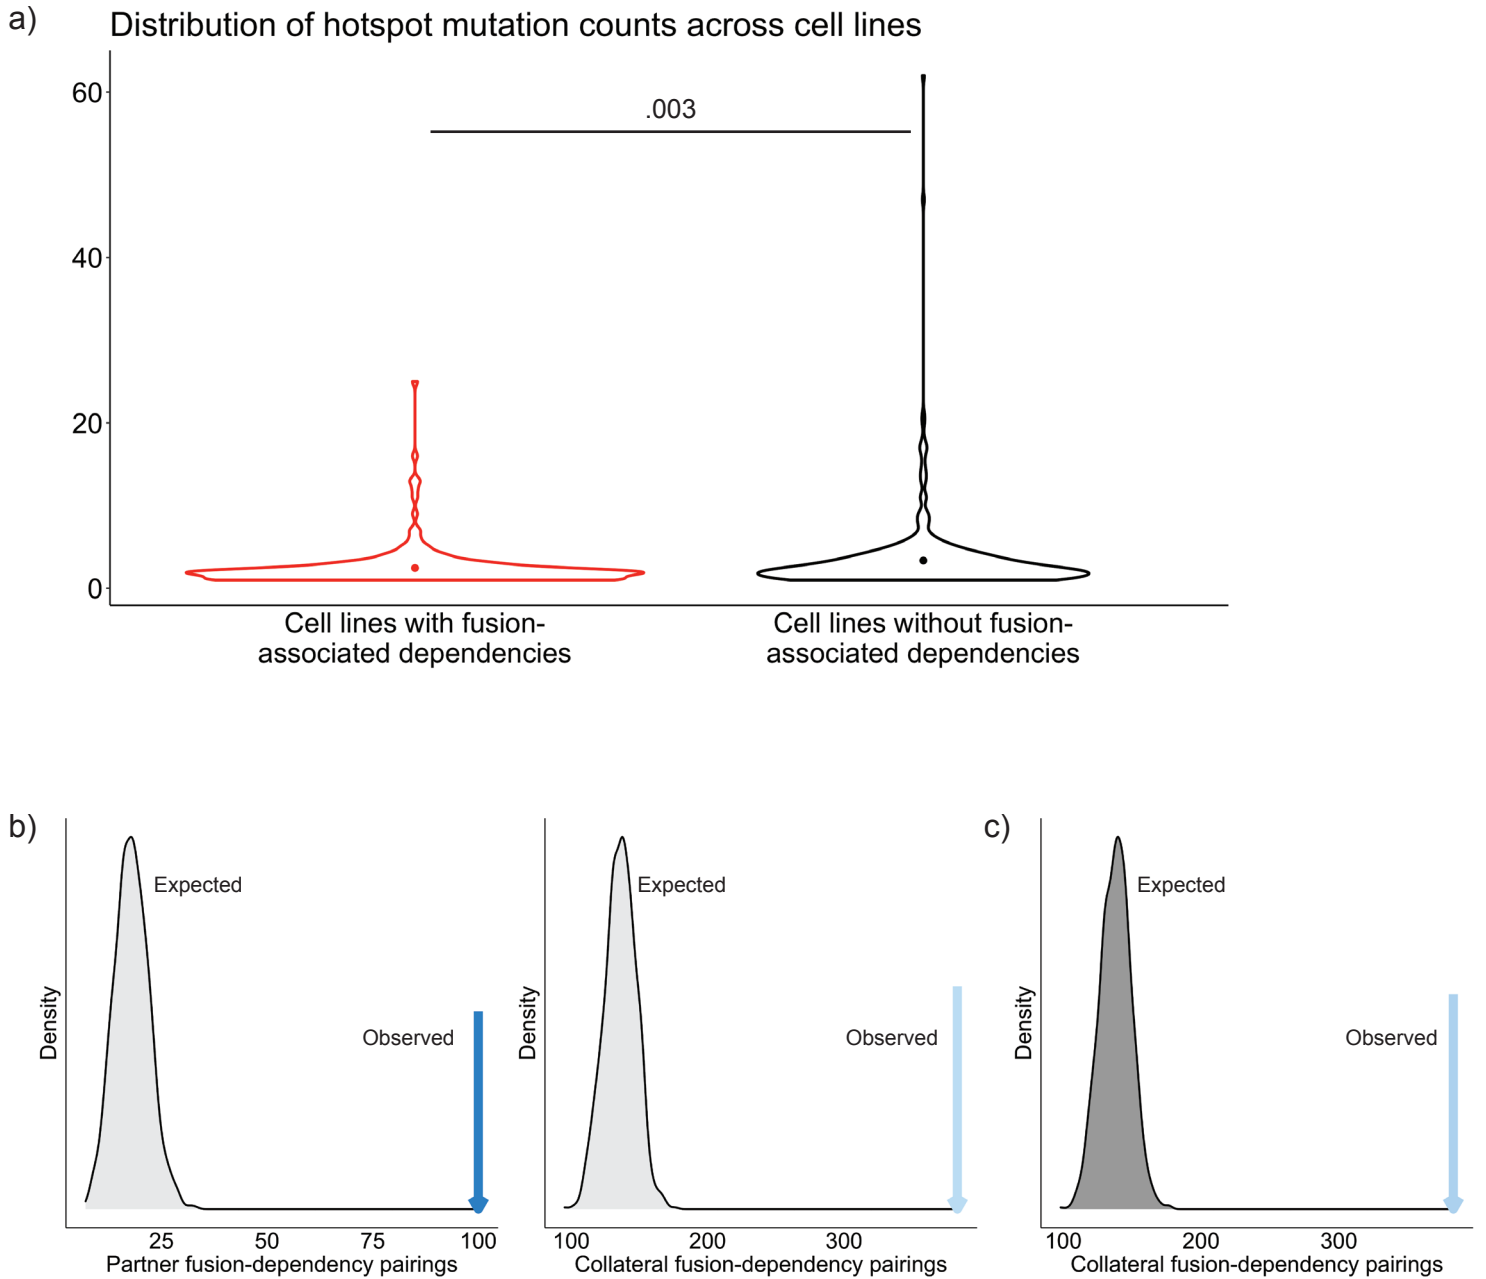 a)
Distribution of hotspot mutation counts across cell lines
60
40
20
0
.003
Cell lines with fusion-
associated dependencies
Cell lines without fusion-
associated dependencies
b)
Density
Expected
Observed
25 50 75 100
Partner fusion-dependency pairings
Density
Expected
Observed
100 200 300
Collateral fusion-dependency pairings
c)
Density
Expected
Observed
100 200 300
Collateral fusion-dependency pairings